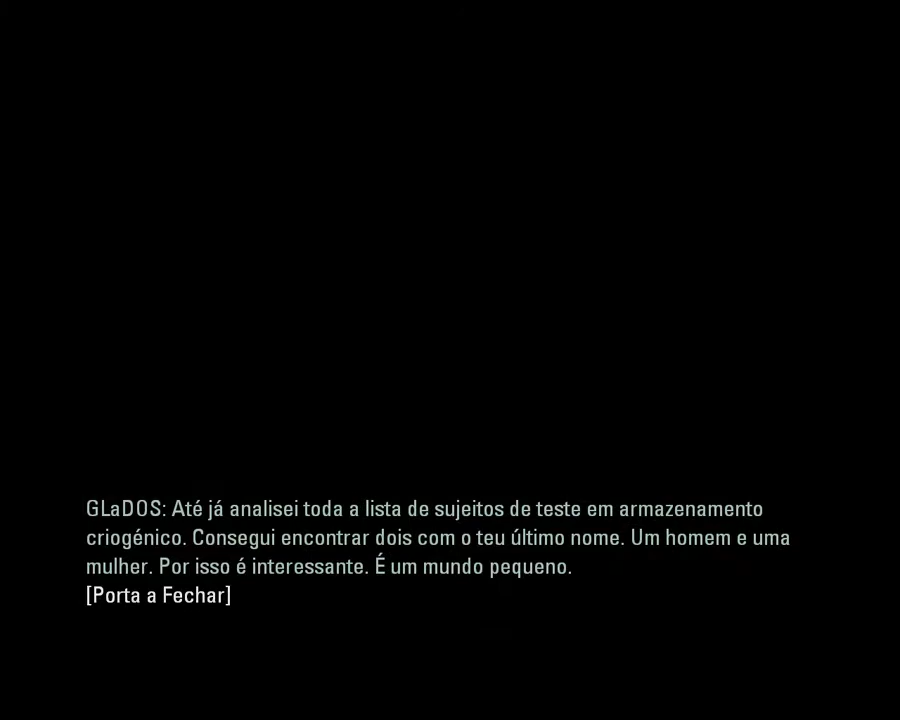 GLaDOS: Até já analisei toda a lista de sujeitos de teste em armazenamento
criogénico. Consegui encontrar dois com o teu último nome. Um homem e uma
mulher. Por isso é interessante. É um mundo pequeno.
[Porta a Fechar]